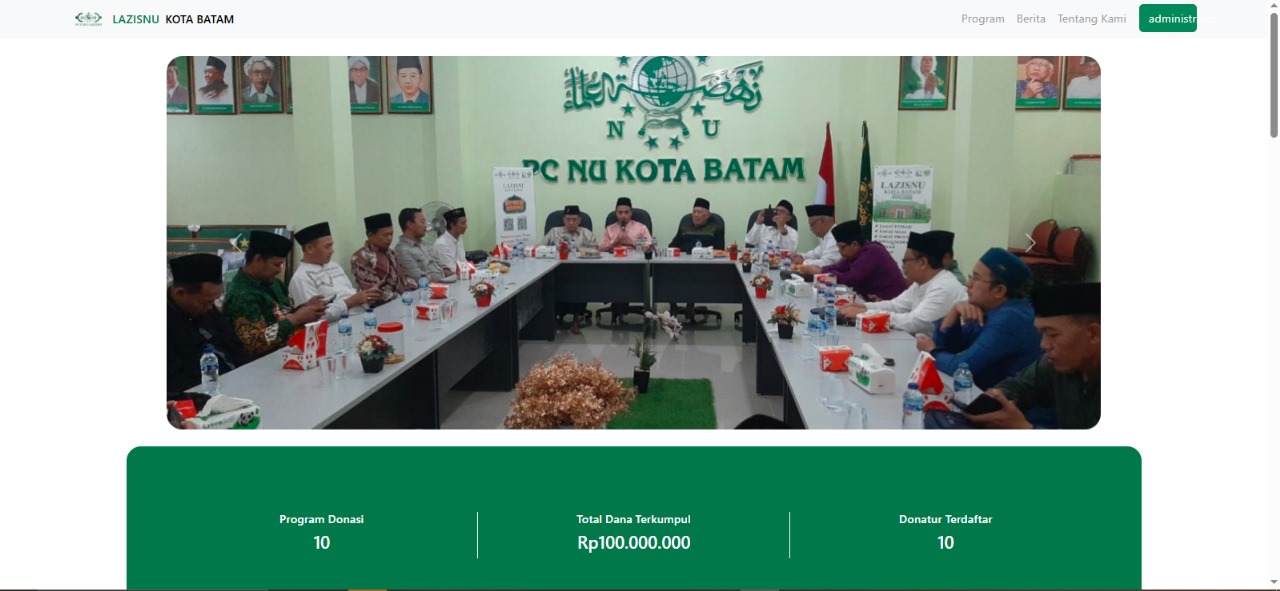 LAZISNU KOTA BATAM
Program Berita Tentang Kami administr
N U
PC NU KOTA BATAM
LAZISNU
Program Donasi
10
Total Dana Terkumpul
Rp100.000.000
Donatur Terdaftar
10